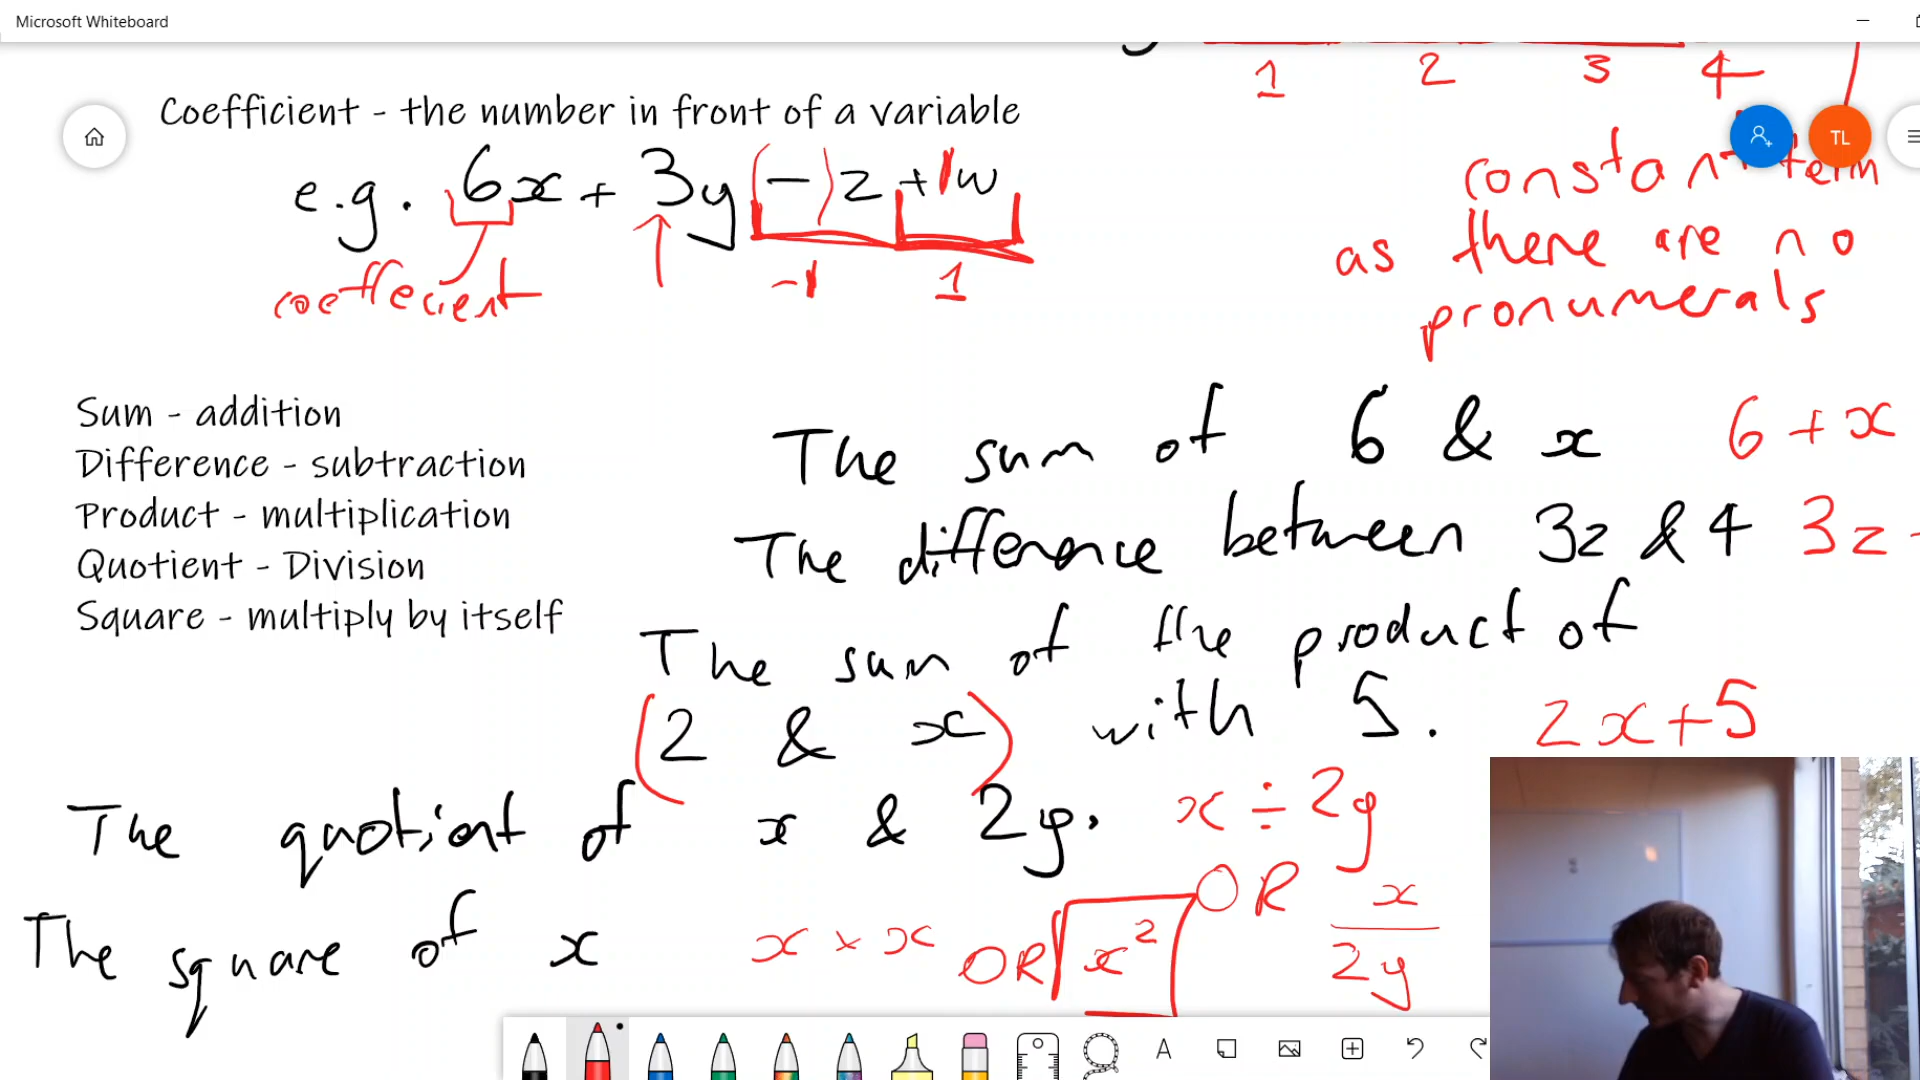 Microsoft Whiteboard
1 2 3 4
Coefficient - the number in front of a variable
e.g. 6x + 3y (-) z + 1w
coeffecient -1 1
TL
constant term
as there are no
pronumerals
Sum - addition
Difference - subtraction
Product - multiplication
Quotient - Division
Square - multiply by itself
The sum of 6 & x 6 + x
The difference between 3z & 4 3z -
The sum of the product of
(2 & x) with 5. 2x+5
The quotient of x & 2y. x ÷ 2y
OR x/2y
The square of x x × x OR x²
A